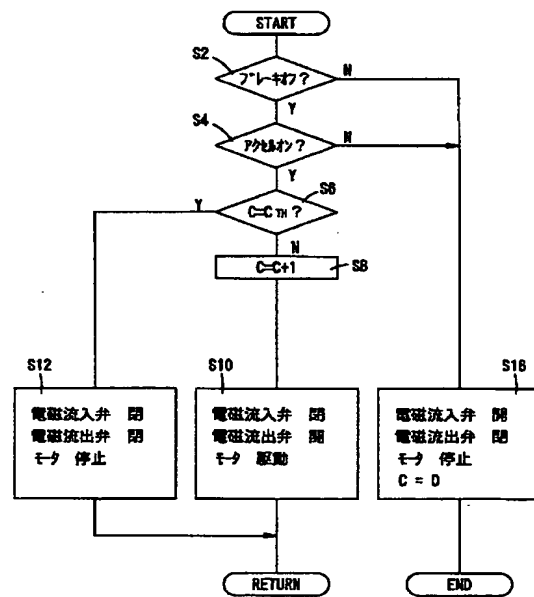 START
S2
ブレーキオフ?
N
Y
S4
アクセルオン?
N
Y
S6
C=CTH?
Y
N
C=C+1
S8
S12
電磁流入弁 閉
電磁流出弁 閉
モータ 停止
S10
電磁流入弁 閉
電磁流出弁 開
モータ 駆動
S16
電磁流入弁 開
電磁流出弁 閉
モータ 停止
C = 0
RETURN
END